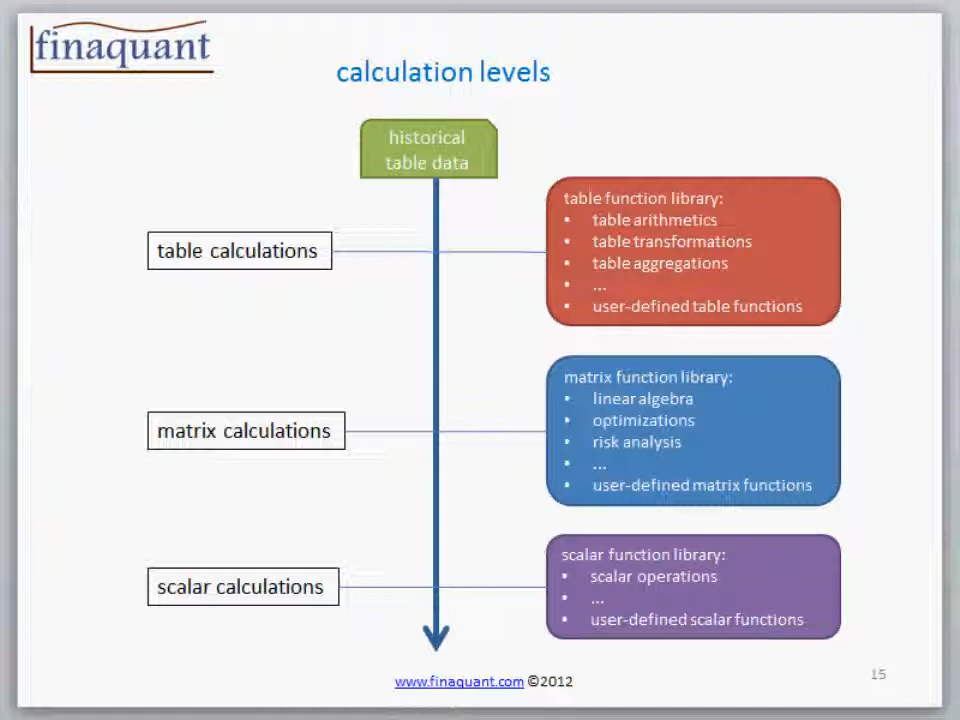 finaquant
calculation levels
historical
table data
table calculations
table function library:
• table arithmetics
• table transformations
• table aggregations
• ...
• user-defined table functions
matrix calculations
matrix function library:
• linear algebra
• optimizations
• risk analysis
• ...
• user-defined matrix functions
scalar calculations
scalar function library:
• scalar operations
• ...
• user-defined scalar functions
www.finaquant.com ©2012
15